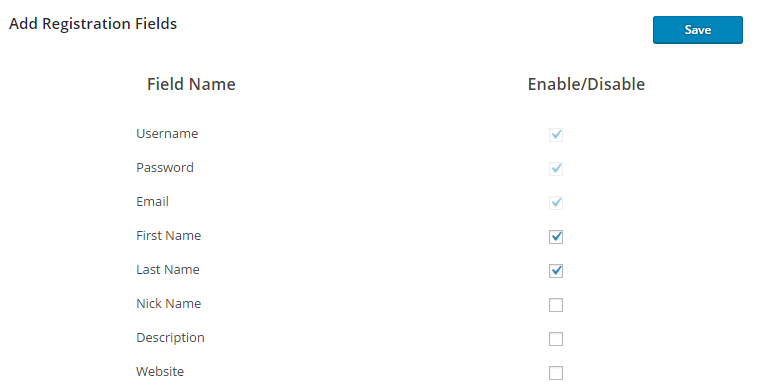 Add Registration Fields
Save
Field Name Enable/Disable
Username
Password
Email
First Name
Last Name
Nick Name
Description
Website